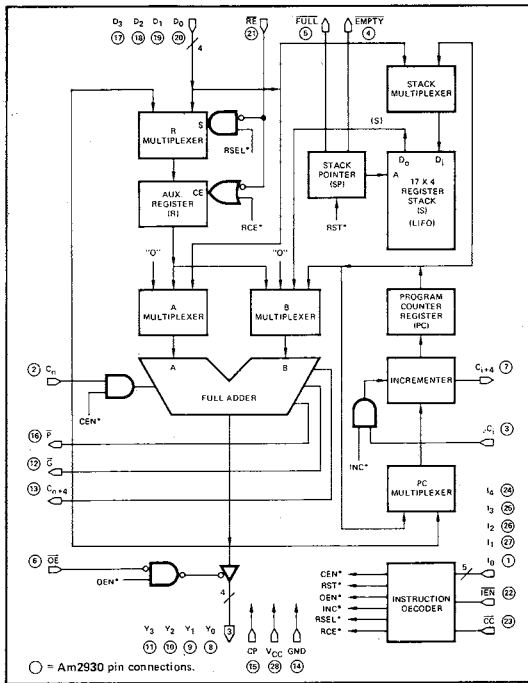 D3 D2 D1 D0
17 18 19 20
4
RE
21
FULL
5
EMPTY
4
STACK MULTIPLEXER
R MULTIPLEXER
S
RSEL*
(S)
Do Di
STACK POINTER (SP)
A
17 X 4 REGISTER STACK (S) (LIFO)
RST*
AUX REGISTER (R)
CE
RCE*
"0"
"0"
A MULTIPLEXER
B MULTIPLEXER
PROGRAM COUNTER REGISTER (PC)
2 Cn
CEN*
A
B
FULL ADDER
INCREMENTER
Ci+4 7
16 P
12 G
13 Cn+4
INC*
Ci 3
PC MULTIPLEXER
I4 24
I3 25
I2 26
I1 27
I0 1
5
6 OE
OEN*
4
3
CEN*
RST*
OEN*
INC*
RSEL*
RCE*
INSTRUCTION DECODER
IEN 22
CC 23
Y3 Y2 Y1 Y0
11 10 9 8
CP VCC GND
15 28 14
○ = Am2930 pin connections.